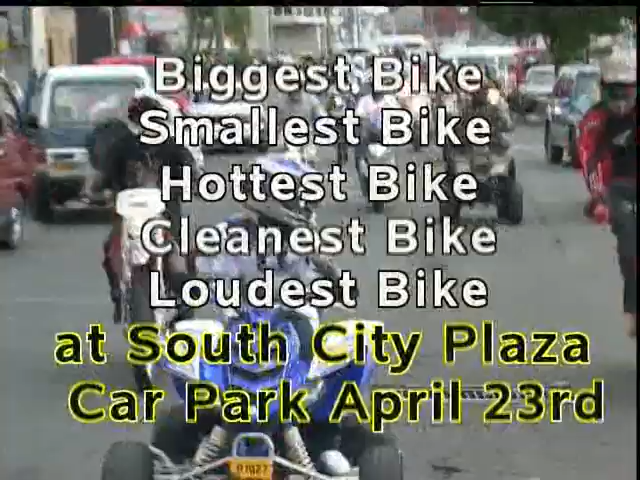 Biggest Bike
Smallest Bike
Hottest Bike
Cleanest Bike
Loudest Bike
at South City Plaza
Car Park April 23rd